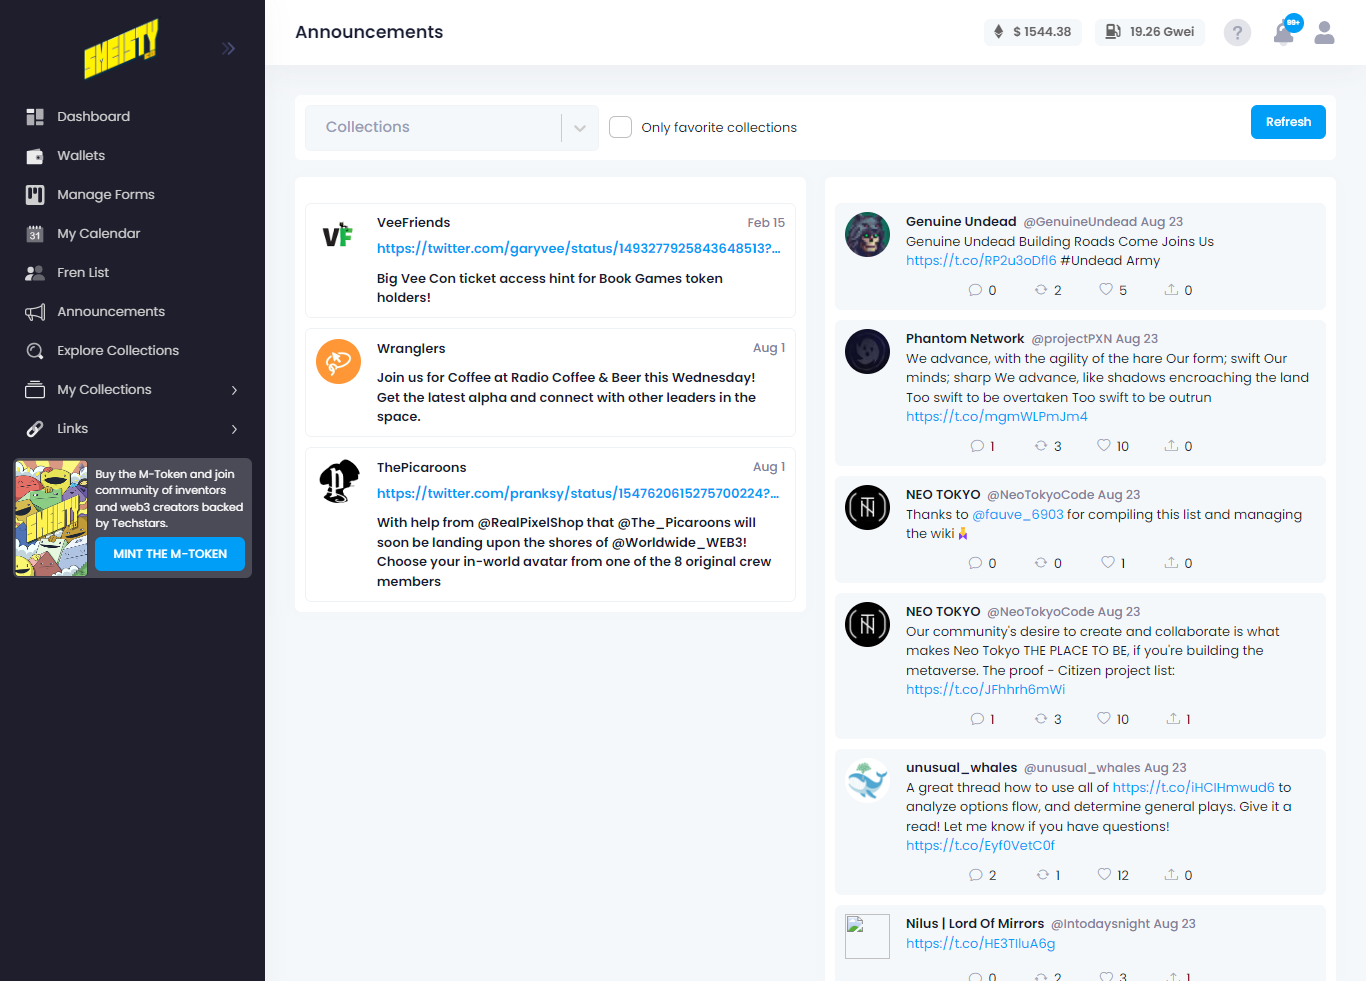 SMEISTY
Dashboard
Wallets
Manage Forms
31
My Calendar
Fren List
Announcements
Explore Collections
My Collections
Links
SMEISTY
Buy the M-Token and join
community of inventors
and web3 creators backed
by Techstars.
MINT THE M-TOKEN
Announcements
$ 1544.38
19.26 Gwei
?
99+
Collections
Only favorite collections
Refresh
VF
VeeFriends
Feb 15
https://twitter.com/garyvee/status/1493277925843648513?...
Big Vee Con ticket access hint for Book Games token
holders!
Wranglers
Aug 1
Join us for Coffee at Radio Coffee & Beer this Wednesday!
Get the latest alpha and connect with other leaders in the
space.
ThePicaroons
Aug 1
https://twitter.com/pranksy/status/1547620615275700224?...
With help from @RealPixelShop that @The_Picaroons will
soon be landing upon the shores of @Worldwide_WEB3!
Choose your in-world avatar from one of the 8 original crew
members
Genuine Undead @GenuineUndead Aug 23
Genuine Undead Building Roads Come Joins Us
https://t.co/RP2u3oDfI6 #Undead Army
0 2 5 0
Phantom Network @projectPXN Aug 23
We advance, with the agility of the hare Our form; swift Our
minds; sharp We advance, like shadows encroaching the land
Too swift to be overtaken Too swift to be outrun
https://t.co/mgmWLPmJm4
1 3 10 0
NEO TOKYO @NeoTokyoCode Aug 23
Thanks to @fauve_6903 for compiling this list and managing
the wiki
0 0 1 0
NEO TOKYO @NeoTokyoCode Aug 23
Our community's desire to create and collaborate is what
makes Neo Tokyo THE PLACE TO BE, if you're building the
metaverse. The proof - Citizen project list:
https://t.co/JFhhrh6mWi
1 3 10 1
unusual_whales @unusual_whales Aug 23
A great thread how to use all of https://t.co/iHCIHmwud6 to
analyze options flow, and determine general plays. Give it a
read! Let me know if you have questions!
https://t.co/Eyf0VetC0f
2 1 12 0
Nilus | Lord Of Mirrors @Intodaysnight Aug 23
https://t.co/HE3TIluA6g
0 2 3 1